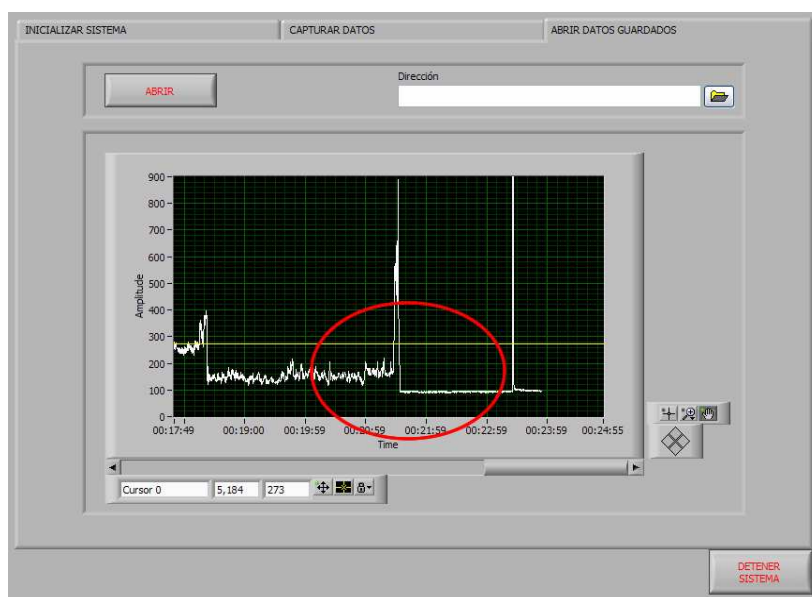 INICIALIZAR SISTEMA CAPTURAR DATOS ABRIR DATOS GUARDADOS
ABRIR
Dirección
900
800
700
600
500
400
300
200
100
0
Amplitude
00:17:49 00:19:00 00:19:59 00:20:59 00:21:59 00:22:59 00:23:59 00:24:55
Time
Cursor 0 5,184 273
DETENER
SISTEMA